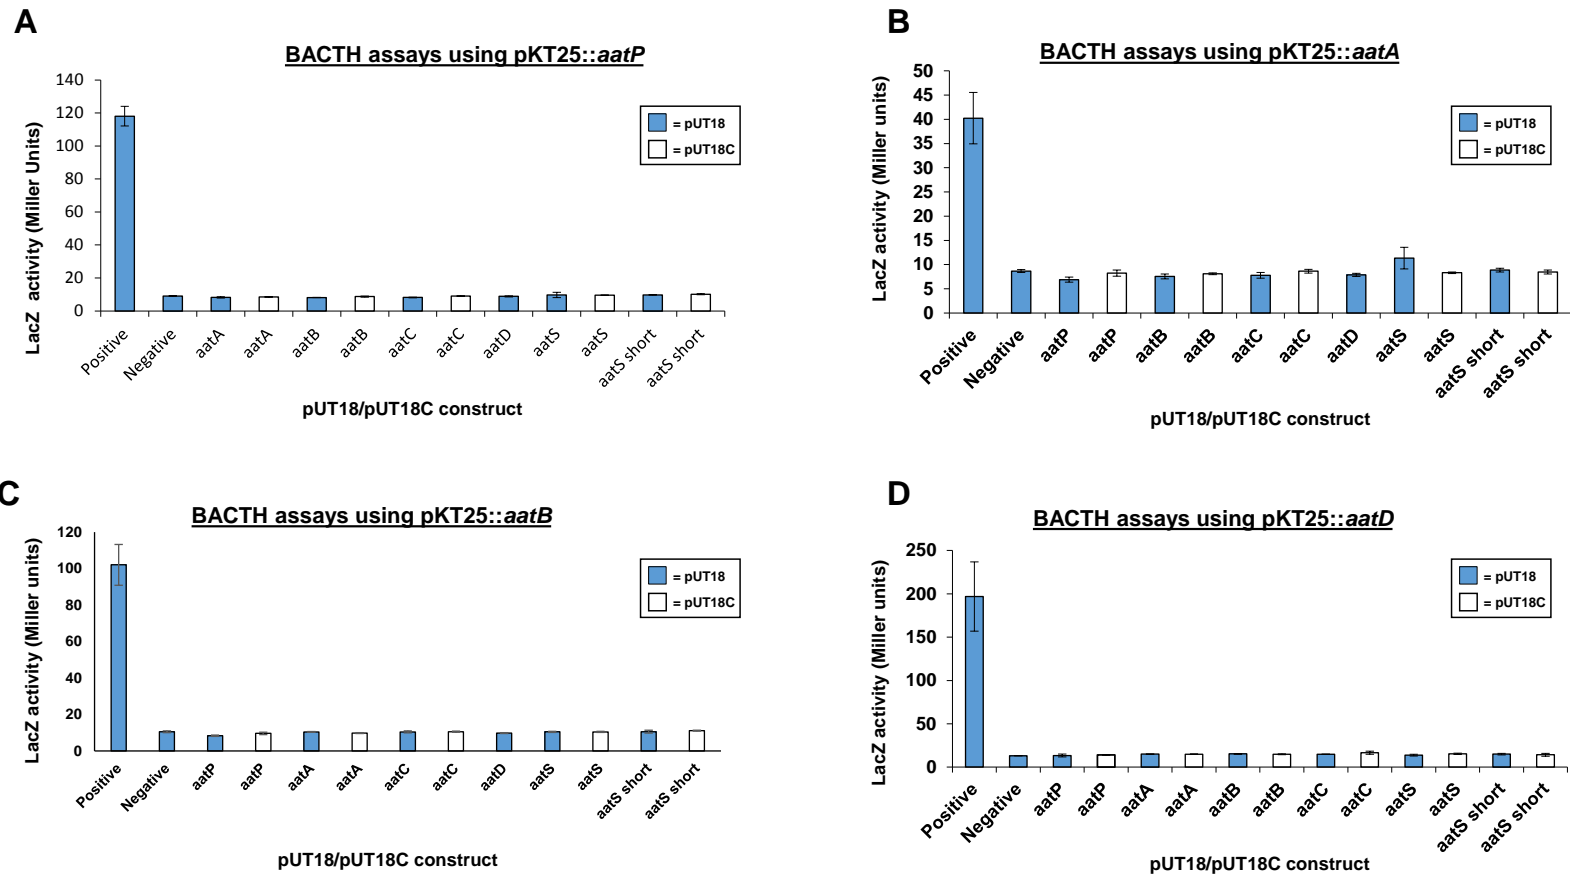 A
BACTH assays using pKT25::aatP
LacZ activity (Miller Units)
140
120
100
80
60
40
20
0
= pUT18
= pUT18C
Positive
Negative
aatA
aatA
aatB
aatB
aatC
aatC
aatD
aatS
aatS
aatS short
aatS short
pUT18/pUT18C construct
B
BACTH assays using pKT25::aatA
LacZ activity (Miller units)
50
45
40
35
30
25
20
15
10
5
0
= pUT18
= pUT18C
Positive
Negative
aatP
aatP
aatB
aatB
aatC
aatC
aatD
aatS
aatS
aatS short
aatS short
pUT18/pUT18C construct
C
BACTH assays using pKT25::aatB
LacZ activity (Miller units)
120
100
80
60
40
20
0
= pUT18
= pUT18C
Positive
Negative
aatP
aatP
aatA
aatA
aatC
aatC
aatD
aatS
aatS
aatS short
aatS short
pUT18/pUT18C construct
D
BACTH assays using pKT25::aatD
LacZ activity (Miller units)
250
200
150
100
50
0
= pUT18
= pUT18C
Positive
Negative
aatP
aatP
aatA
aatA
aatB
aatB
aatC
aatC
aatS
aatS
aatS short
aatS short
pUT18/pUT18C construct